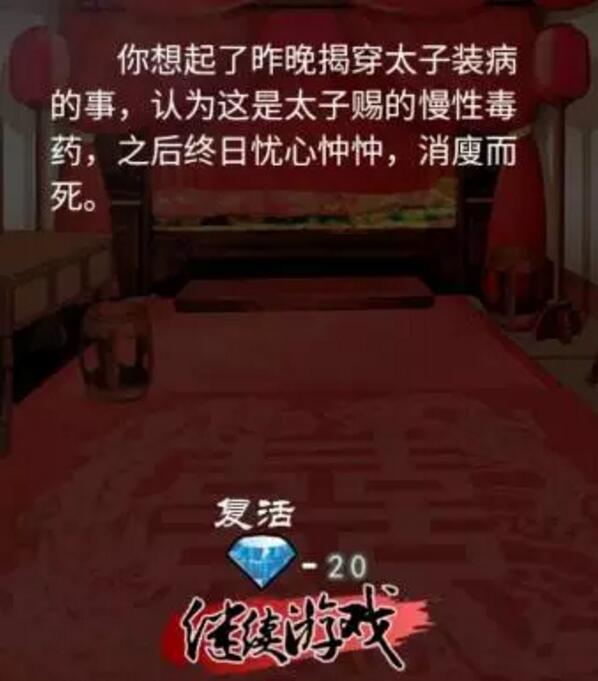 你想起了昨晚揭穿太子装病
的事，认为这是太子赐的慢性毒
药，之后终日忧心忡忡，消瘦而
死。
复活
-20
继续游戏